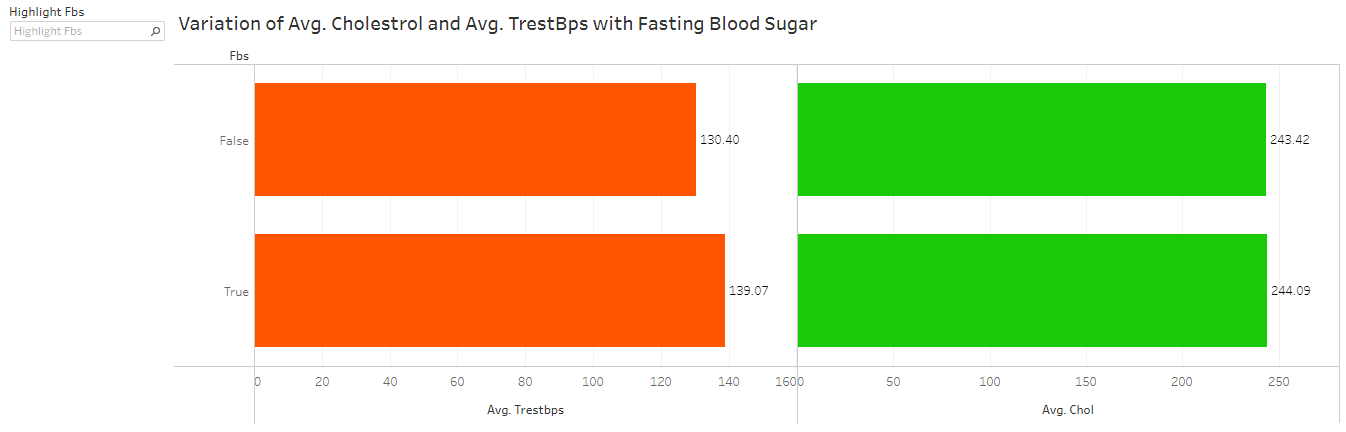 Highlight Fbs
Highlight Fbs
Variation of Avg. Cholestrol and Avg. TrestBps with Fasting Blood Sugar
Fbs
False
130.40
243.42
True
139.07
244.09
0 20 40 60 80 100 120 140 160
0 50 100 150 200 250
Avg. Trestbps
Avg. Chol